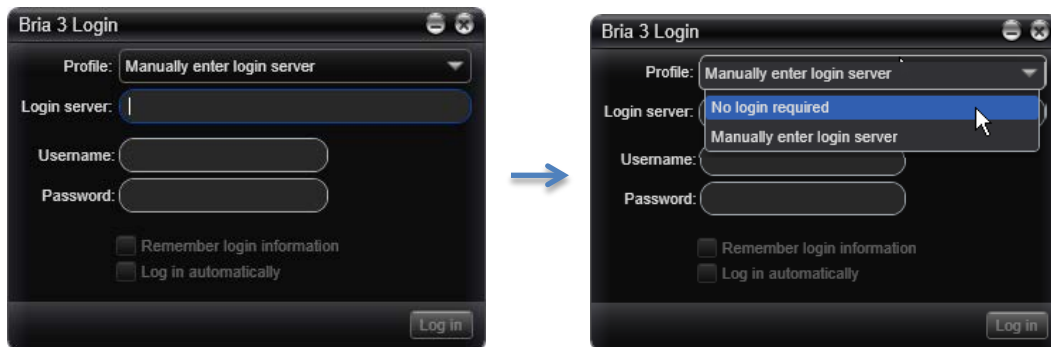 Bria 3 Login
Profile: Manually enter login server
Login server:
Username:
Password:
Remember login information
Log in automatically
Log in
Bria 3 Login
Profile: Manually enter login server
Login server: No login required
Manually enter login server
Username:
Password:
Remember login information
Log in automatically
Log in